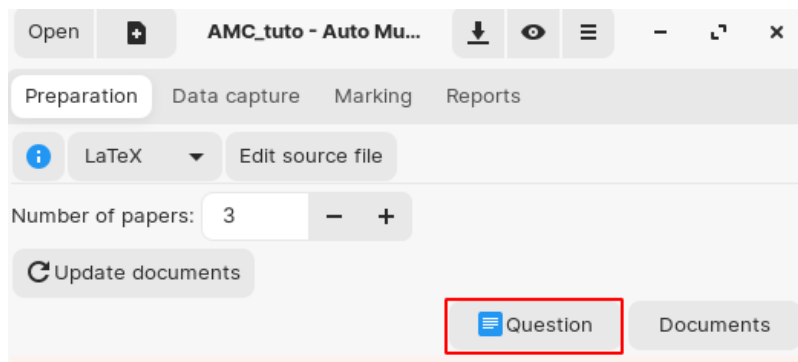 Open AMC_tuto - Auto Mu...
Preparation Data capture Marking Reports
LaTeX Edit source file
Number of papers: 3
Update documents
Question Documents